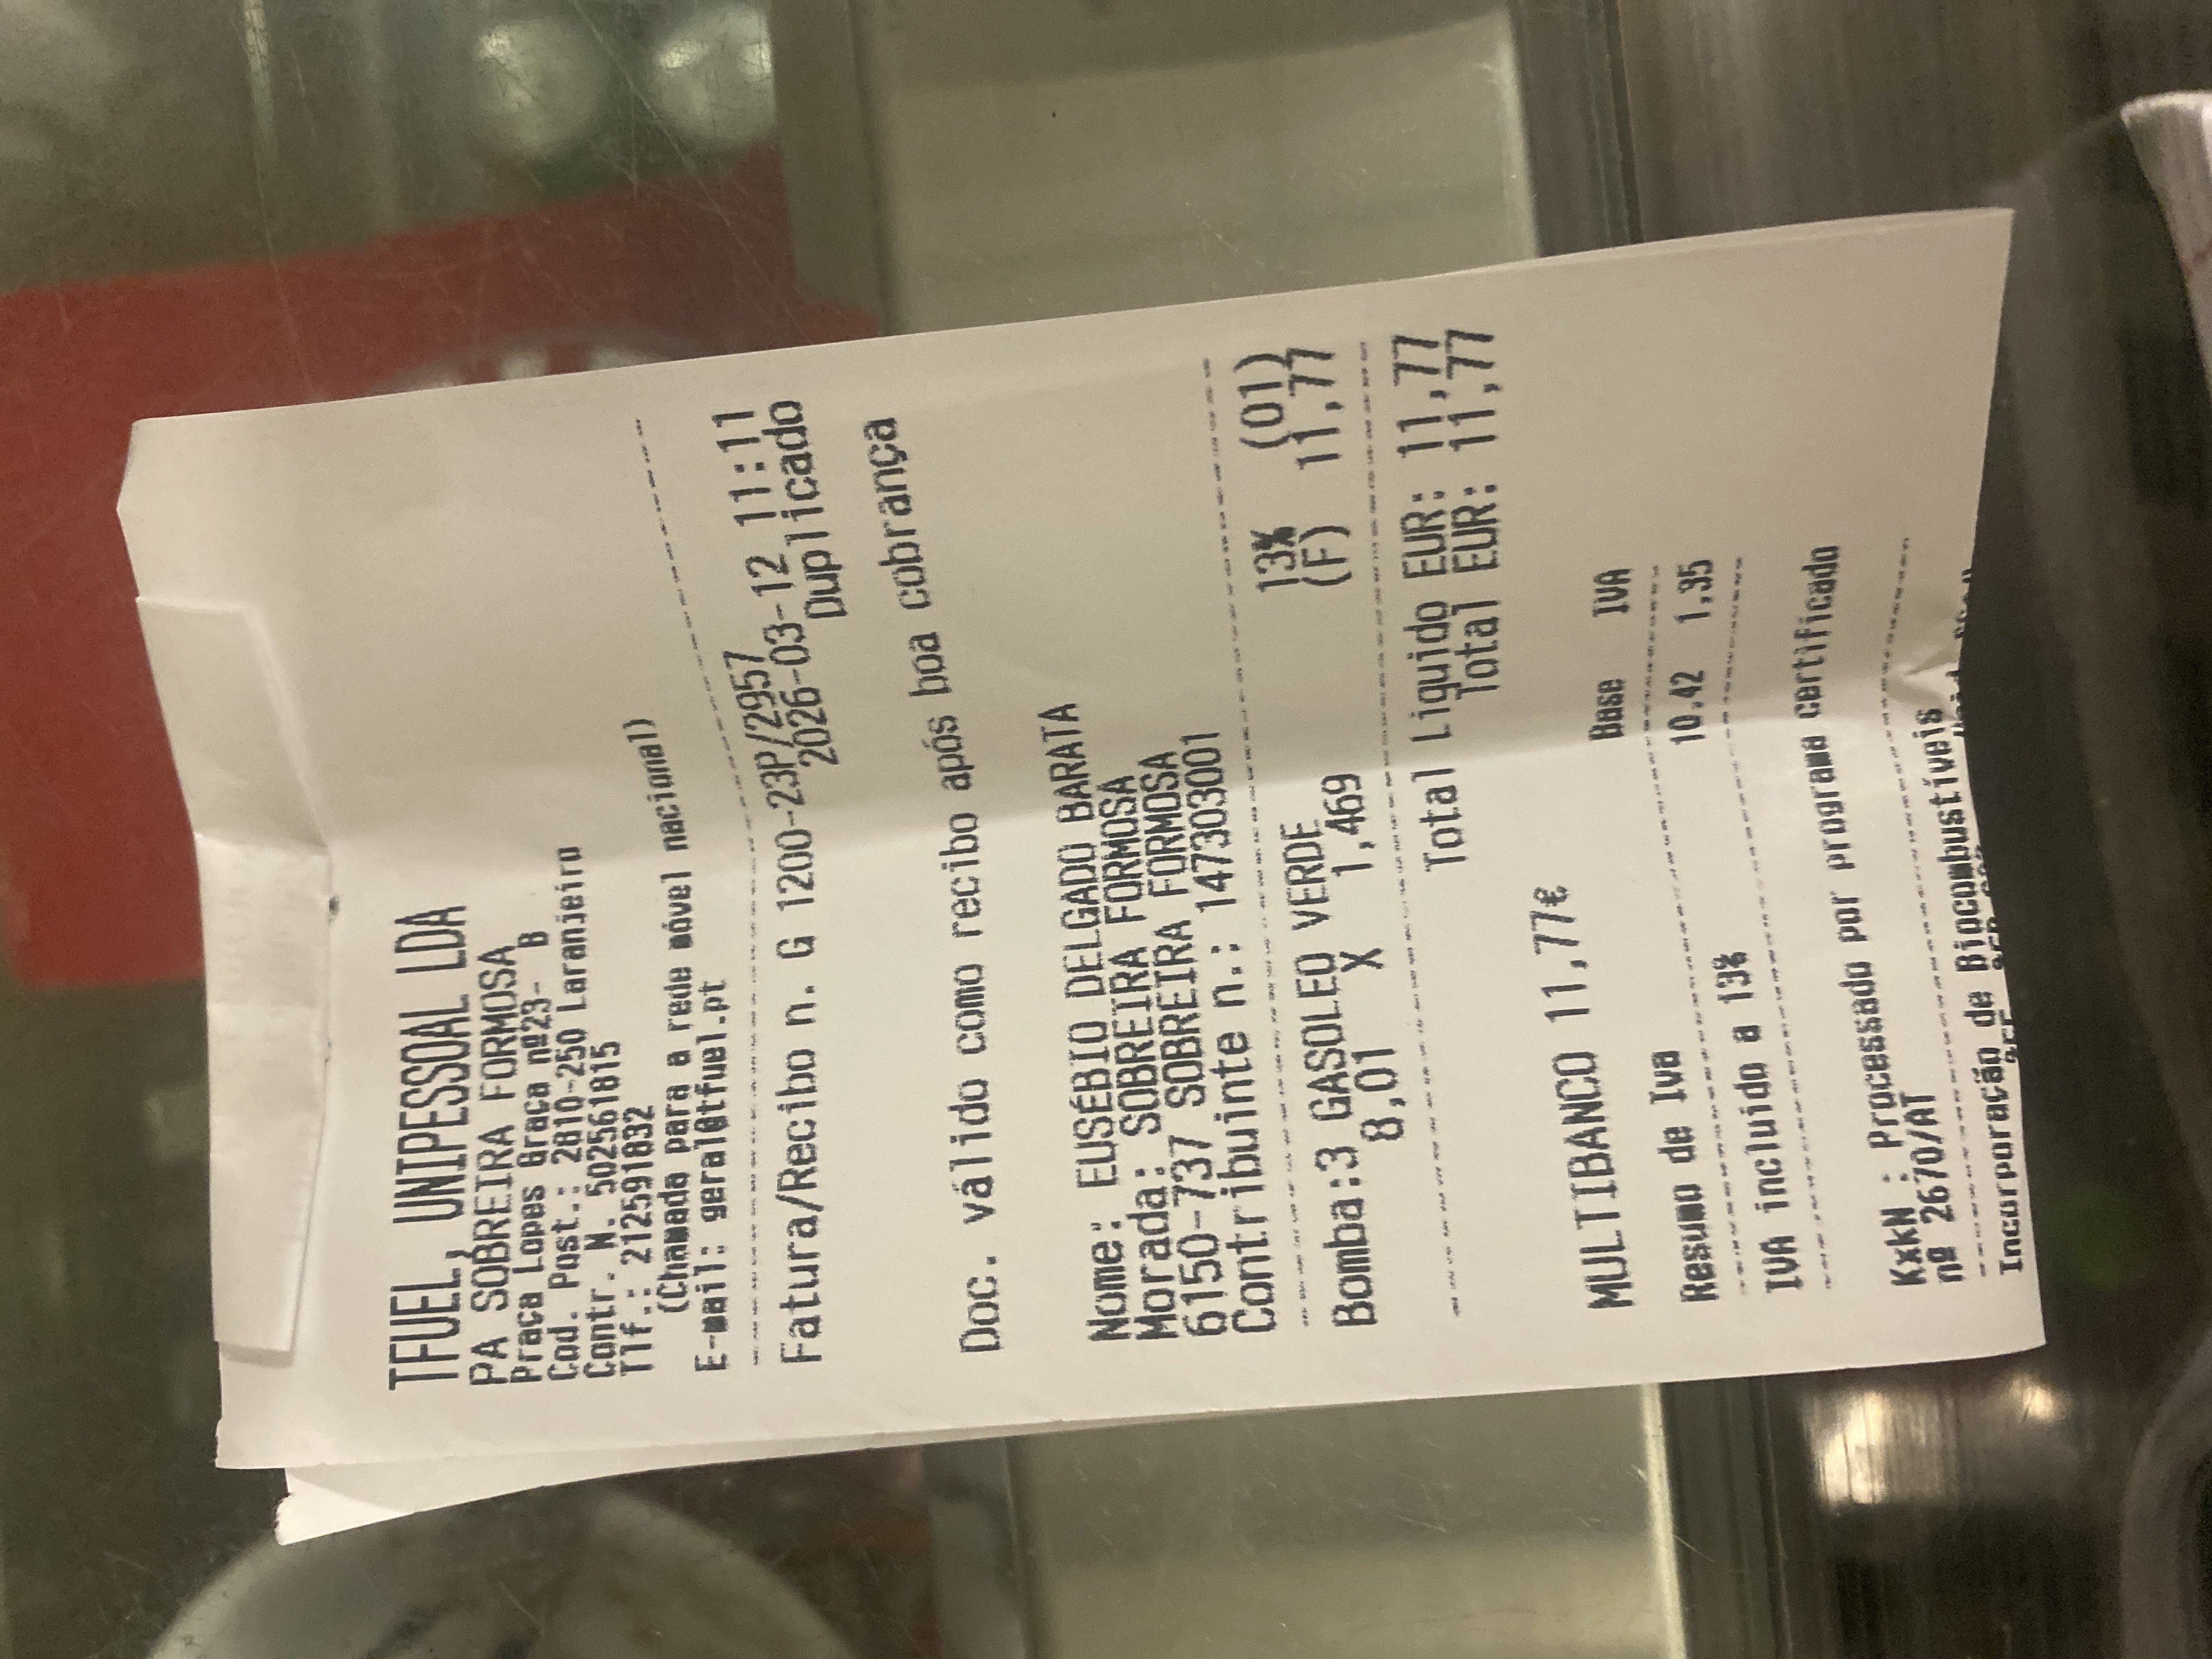 TFUEL, UNIPESSOAL LDA
PA SOBREIRA FORMOSA
Praça Lopes Graça nº23- B
Cod. Post.: 2810-250 Laranjeiro
Contr. N. 502561815
Tlf.: 212591832
(Chamada para a rede móvel nacional)
E-mail: geral@tfuel.pt
Fatura/Recibo n. G 1200-23P/2957
2026-03-12 11:11
Duplicado
Doc. válido como recibo após boa cobrança
Nome: EUSÉBIO DELGADO BARATA
Morada: SOBREIRA FORMOSA
6150-737 SOBREIRA FORMOSA
Contribuinte n.: 147303001
13% (01)
Bomba:3 GASOLEO VERDE (F) 11,77
8,01 X 1,469
Total Liquido EUR: 11,77
Total EUR: 11,77
MULTIBANCO 11,77€
Base IVA
Resumo de Iva
IVA incluido a 13% 10,42 1,35
KxkN : Processado por programa certificado
nº 2670/AT
Incorporação de Biocombustíveis